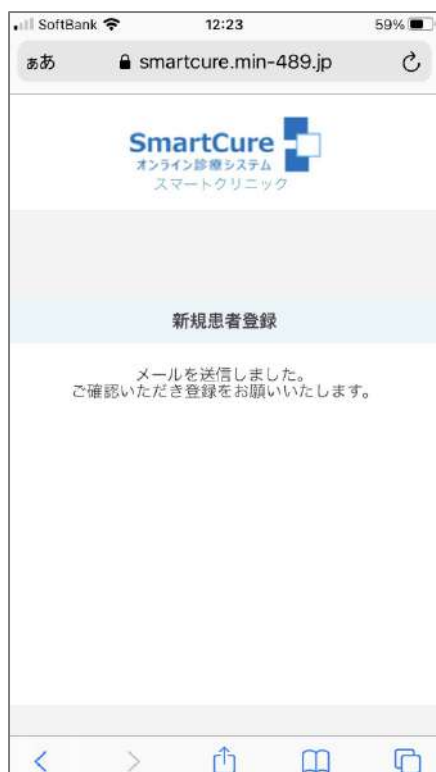 SoftBank 12:23 59%
ぁあ smartcure.min-489.jp
SmartCure
オンライン診療システム
スマートクリニック
新規患者登録
メールを送信しました。
ご確認いただき登録をお願いいたします。